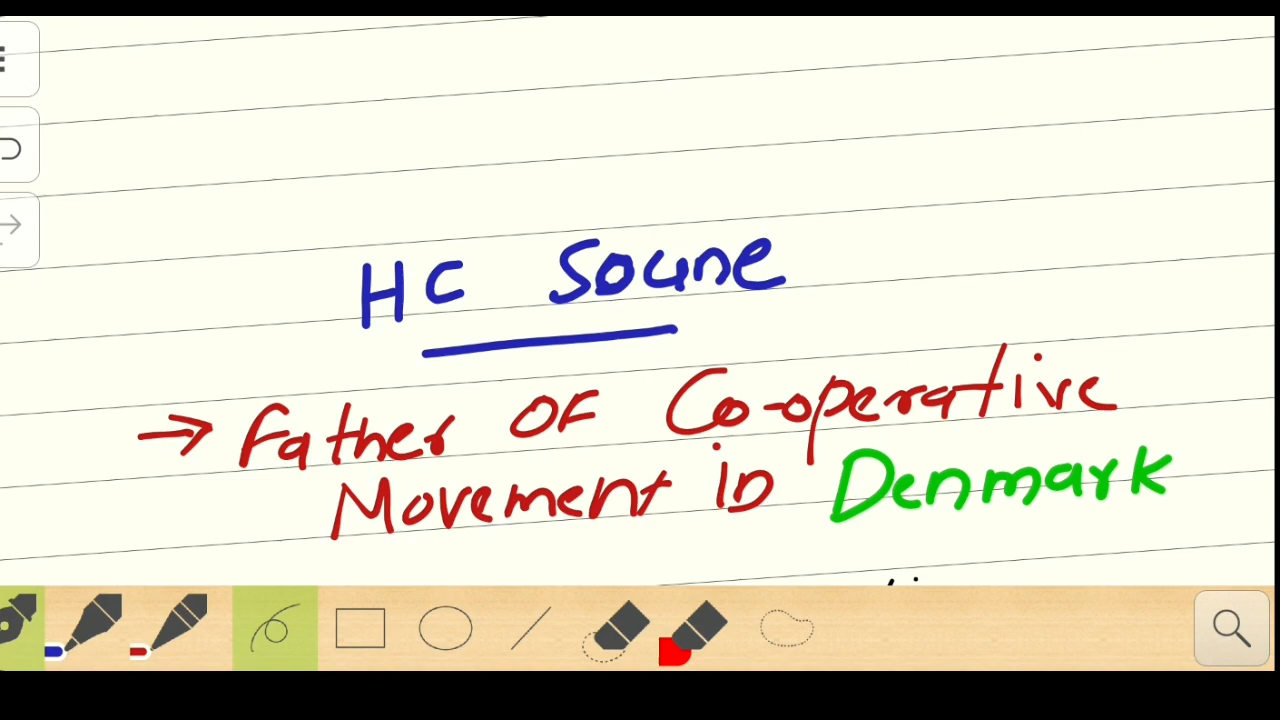 HC Soune
→ Father OF Co-operative
Movement in Denmark